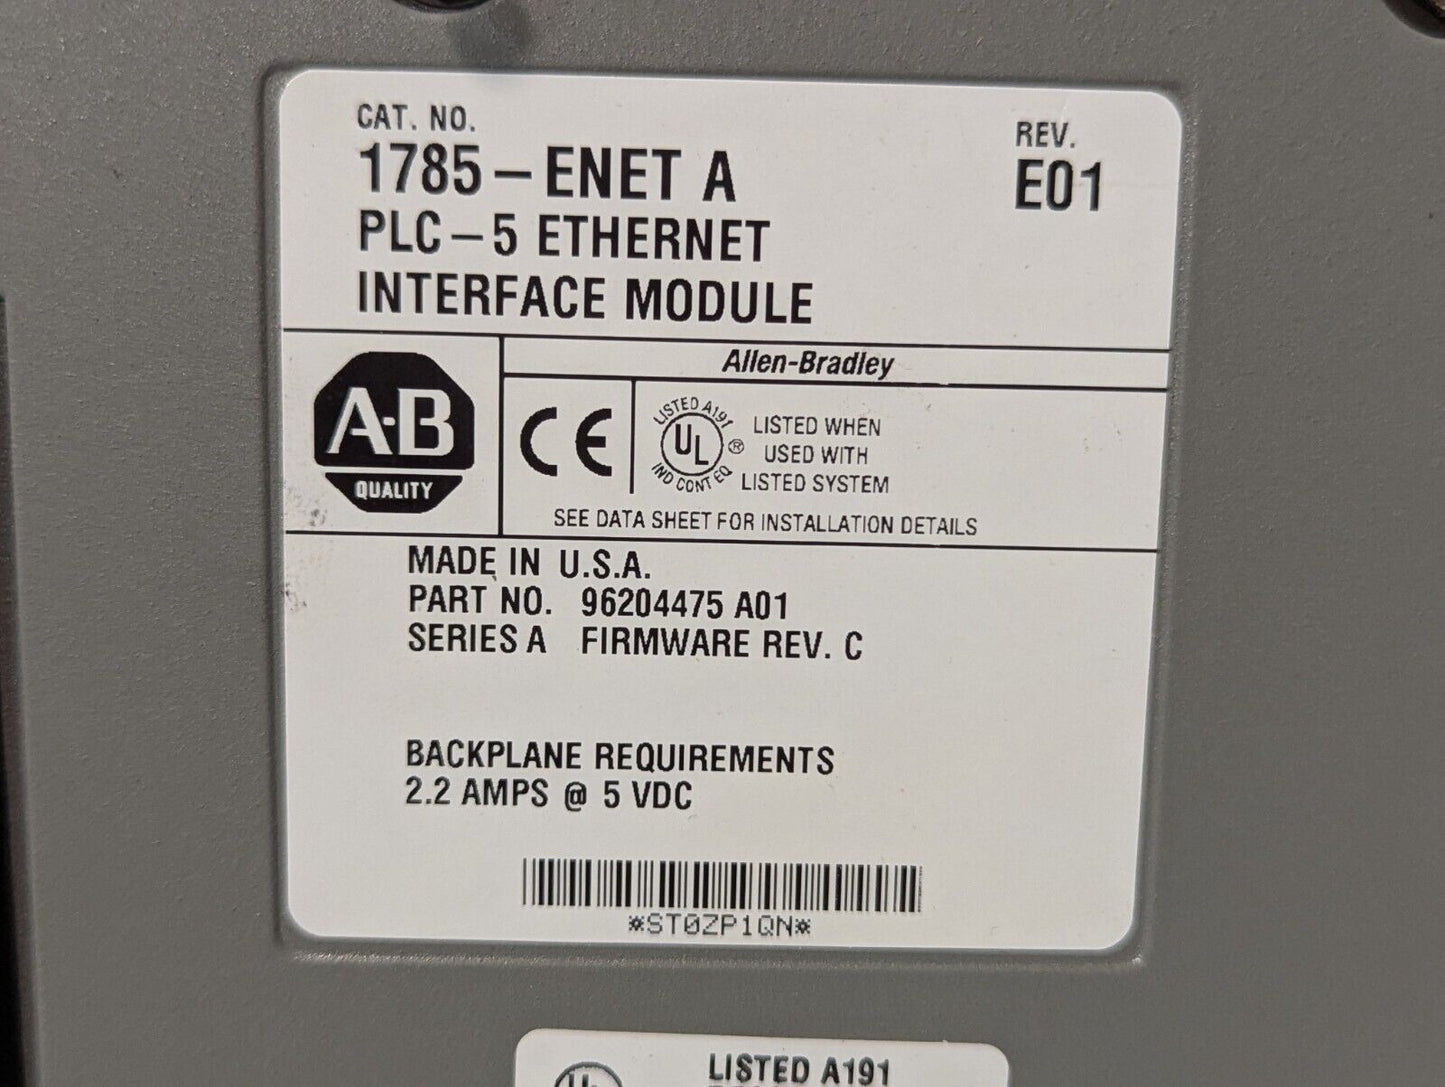 CAT. NO.
1785-ENET A
REV.
E01
PLC-5 ETHERNET
INTERFACE MODULE
Allen-Bradley
A-B
QUALITY
CE
LISTED A191
UL ®
IND CONT EQ
LISTED WHEN
USED WITH
LISTED SYSTEM
SEE DATA SHEET FOR INSTALLATION DETAILS
MADE IN U.S.A.
PART NO. 96204475 A01
SERIES A FIRMWARE REV. C
BACKPLANE REQUIREMENTS
2.2 AMPS @ 5 VDC
*ST0ZP1QN*
LISTED A191